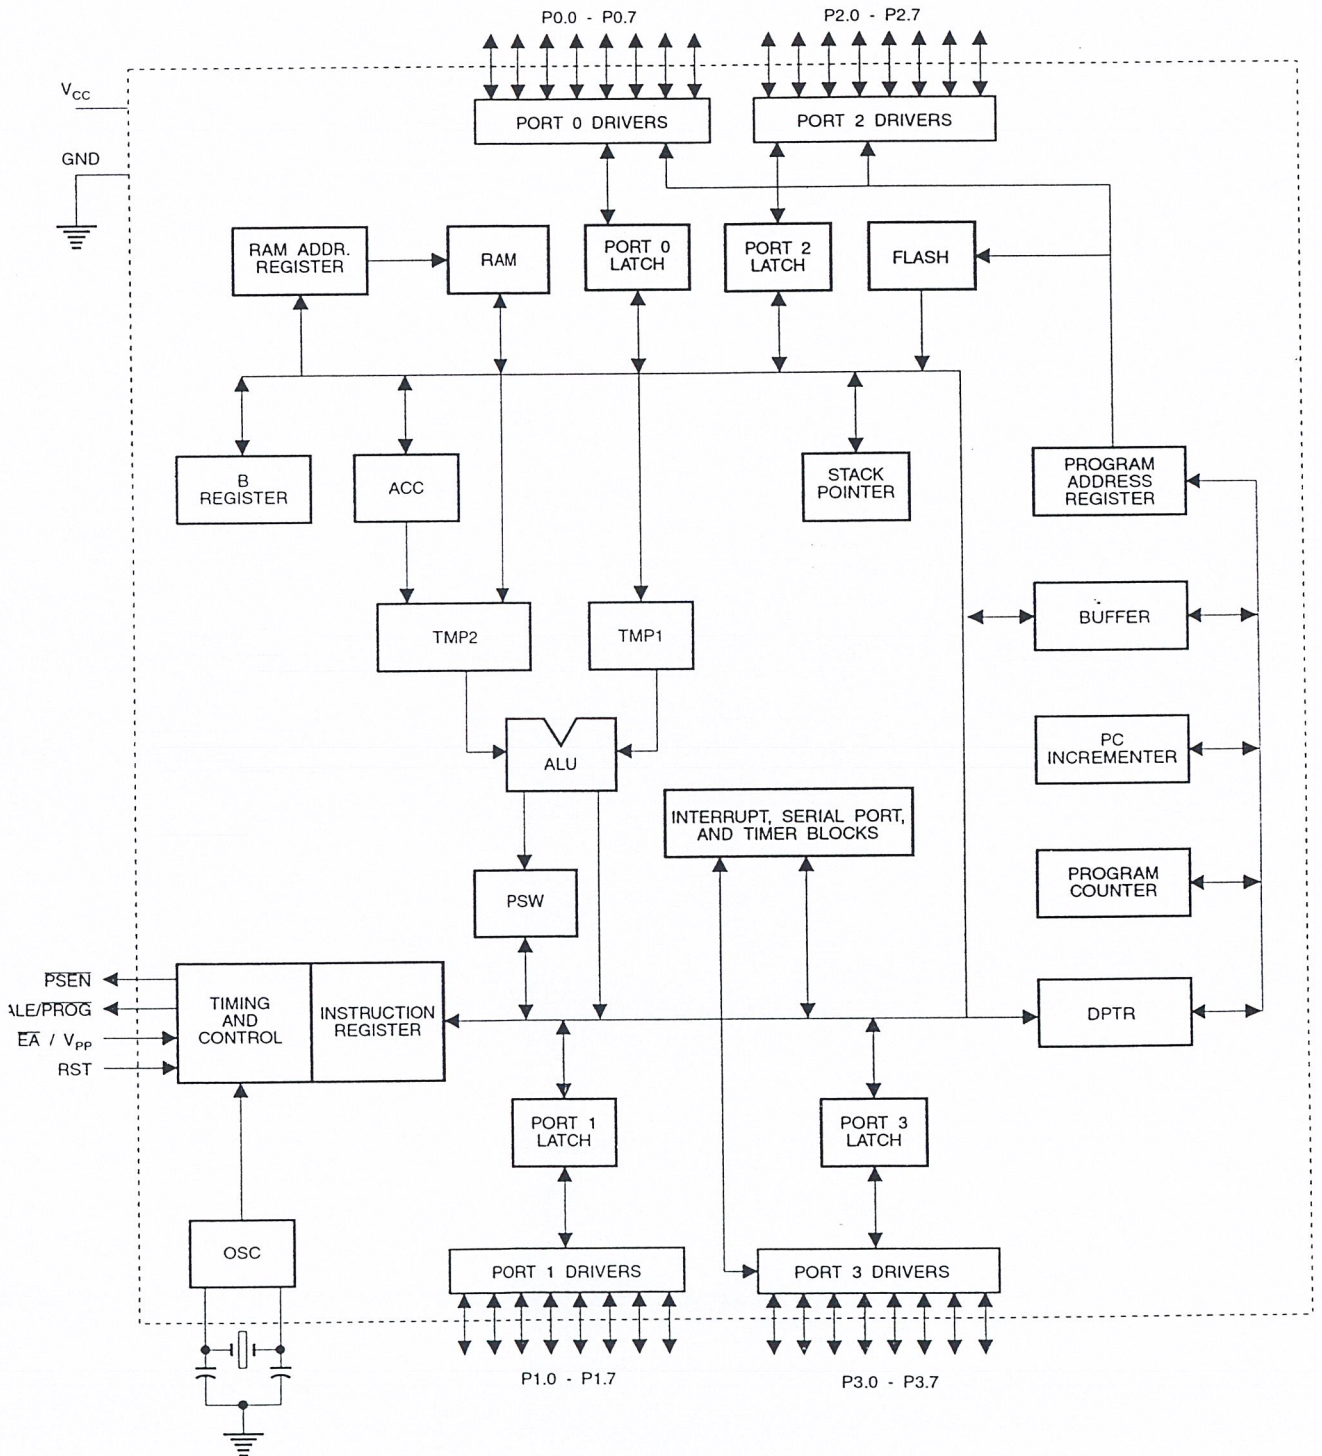 P0.0 - P0.7
P2.0 - P2.7
VCC
GND
PORT 0 DRIVERS
PORT 2 DRIVERS
RAM ADDR.
REGISTER
RAM
PORT 0
LATCH
PORT 2
LATCH
FLASH
B
REGISTER
ACC
STACK
POINTER
PROGRAM
ADDRESS
REGISTER
TMP2
TMP1
BUFFER
ALU
PC
INCREMENTER
INTERRUPT, SERIAL PORT,
AND TIMER BLOCKS
PSW
PROGRAM
COUNTER
PSEN
ALE/PROG
EA / VPP
RST
TIMING
AND
CONTROL
INSTRUCTION
REGISTER
DPTR
PORT 1
LATCH
PORT 3
LATCH
OSC
PORT 1 DRIVERS
PORT 3 DRIVERS
P1.0 - P1.7
P3.0 - P3.7